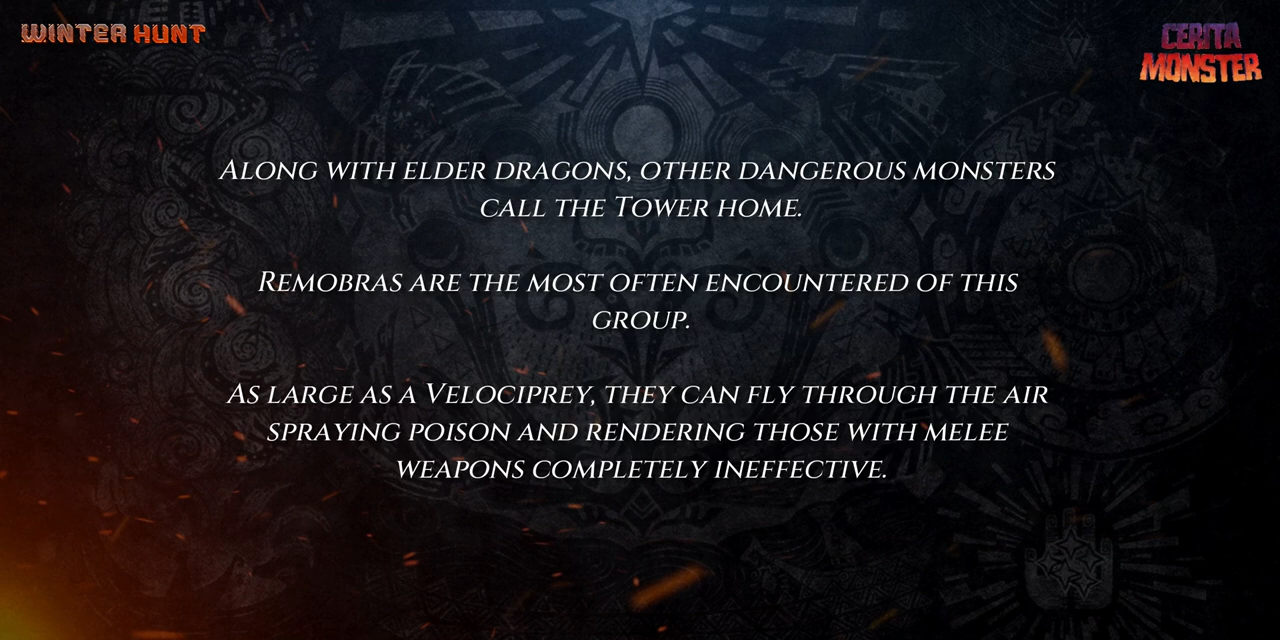 WINTER HUNT
CERITA
MONSTER
Along with elder dragons, other dangerous monsters
call the Tower home.
Remobras are the most often encountered of this
group.
As large as a Velociprey, they can fly through the air
spraying poison and rendering those with melee
weapons completely ineffective.